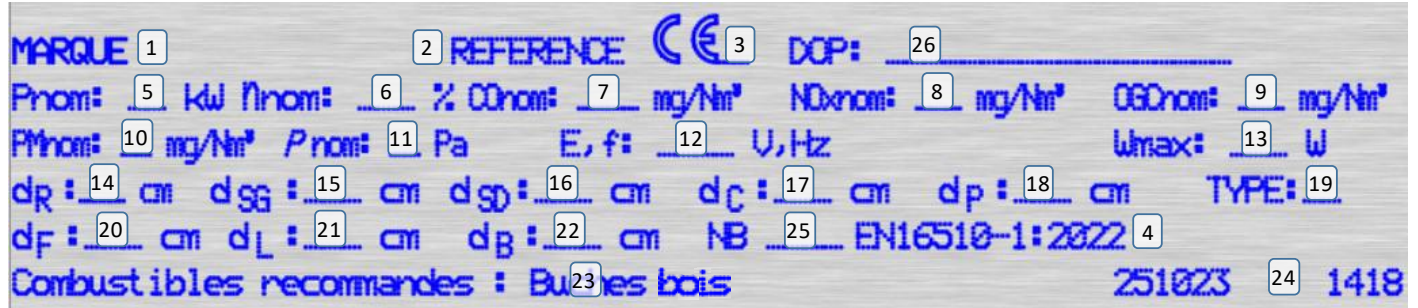 MARQUE 1 2 REFERENCE CE 3 DOP: 26
Pnom: 5 kW ηnom: 6 % COnom: 7 mg/Nm³ NOxnom: 8 mg/Nm³ OGCnom: 9 mg/Nm³
PMnom: 10 mg/Nm³ Pnom: 11 Pa E,f: 12 V,Hz Wmax: 13 W
dR : 14 cm dSG : 15 cm dSD : 16 cm dC : 17 cm dP : 18 cm TYPE: 19
dF : 20 cm dL : 21 cm dB : 22 cm NB 25 EN16510-1:2022 4
Combustibles recommandes : Bu 23 hes bois 251023 24 1418